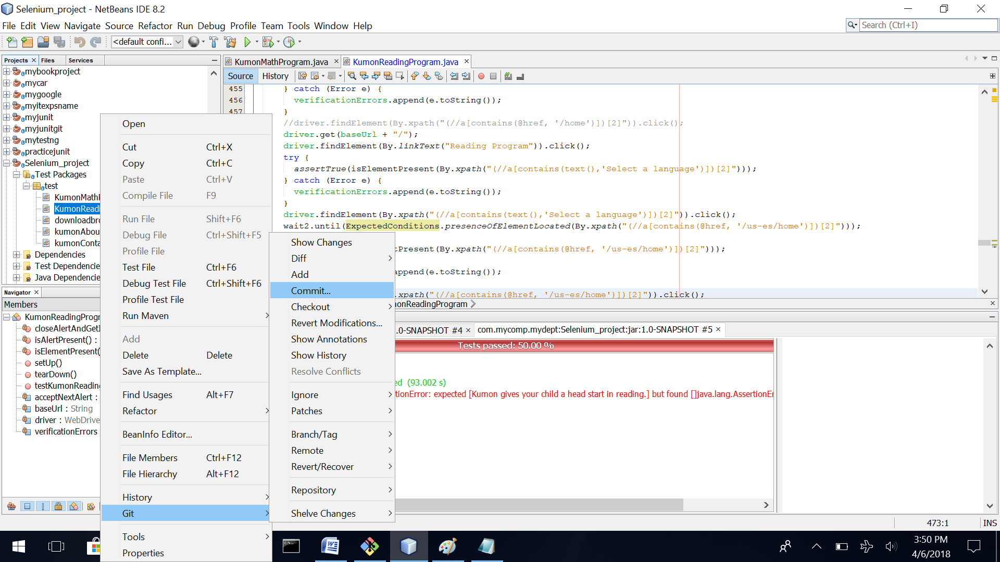 Selenium_project - NetBeans IDE 8.2
File Edit View Navigate Source Refactor Run Debug Profile Team Tools Window Help
Search (Ctrl+I)
<default confi...
Projects Files Services
mybookproject
mycar
mygoogle
myitexpsname
myjunit
myjunitgit
mytestng
practicejunit
Selenium_project
Test Packages
test
KumonMathP
KumonReadi
downloadbro
kumonAbou
kumonConta
Dependencies
Test Dependencie
Java Dependencie
Navigator
Members
KumonReadingProgr
closeAlertAndGetI
isAlertPresent() :
isElementPresent(
setUp()
tearDown()
testKumonReading
acceptNextAlert :
baseUrl : String
driver : WebDrive
verificationErrors
Open
Cut Ctrl+X
Copy Ctrl+C
Paste Ctrl+V
Compile File F9
Run File Shift+F6
Debug File Ctrl+Shift+F5
Profile File
Test File Ctrl+F6
Debug Test File Ctrl+Shift+F6
Profile Test File
Run Maven
Add
Delete Delete
Save As Template...
Find Usages Alt+F7
Refactor
BeanInfo Editor...
File Members Ctrl+F12
File Hierarchy Alt+F12
History
Git
Tools
Properties
Show Changes
Diff
Add
Commit...
Checkout
Revert Modifications...
Show Annotations
Show History
Resolve Conflicts
Ignore
Patches
Branch/Tag
Remote
Revert/Recover
Repository
Shelve Changes
KumonMathProgram.java KumonReadingProgram.java
Source History
455 } catch (Error e) {
456 verificationErrors.append(e.toString());
457 }
//driver.findElement(By.xpath("(//a[contains(@href, '/home')])[2]")).click();
driver.get(baseUrl + "/");
driver.findElement(By.linkText("Reading Program")).click();
try {
assertTrue(isElementPresent(By.xpath("(//a[contains(text(),'Select a language')])[2]")));
} catch (Error e) {
verificationErrors.append(e.toString());
}
driver.findElement(By.xpath("(//a[contains(text(),'Select a language')])[2]")).click();
wait2.until(ExpectedConditions.presenceOfElementLocated(By.xpath("(//a[contains(@href, '/us-es/home')])[2]")));
tPresent(By.xpath("(//a[contains(@href, '/us-es/home')])[2]")));
append(e.toString());
.xpath("(//a[contains(@href, '/us-es/home')])[2]")).click();
onReadingProgram
.0-SNAPSHOT #4 com.mycomp.mydept:Selenium_project:jar:1.0-SNAPSHOT #5
Tests passed: 50.00 %
ed (93.002 s)
tionError: expected [Kumon gives your child a head start in reading.] but found []java.lang.AssertionEr
473:1 INS
3:50 PM
4/6/2018